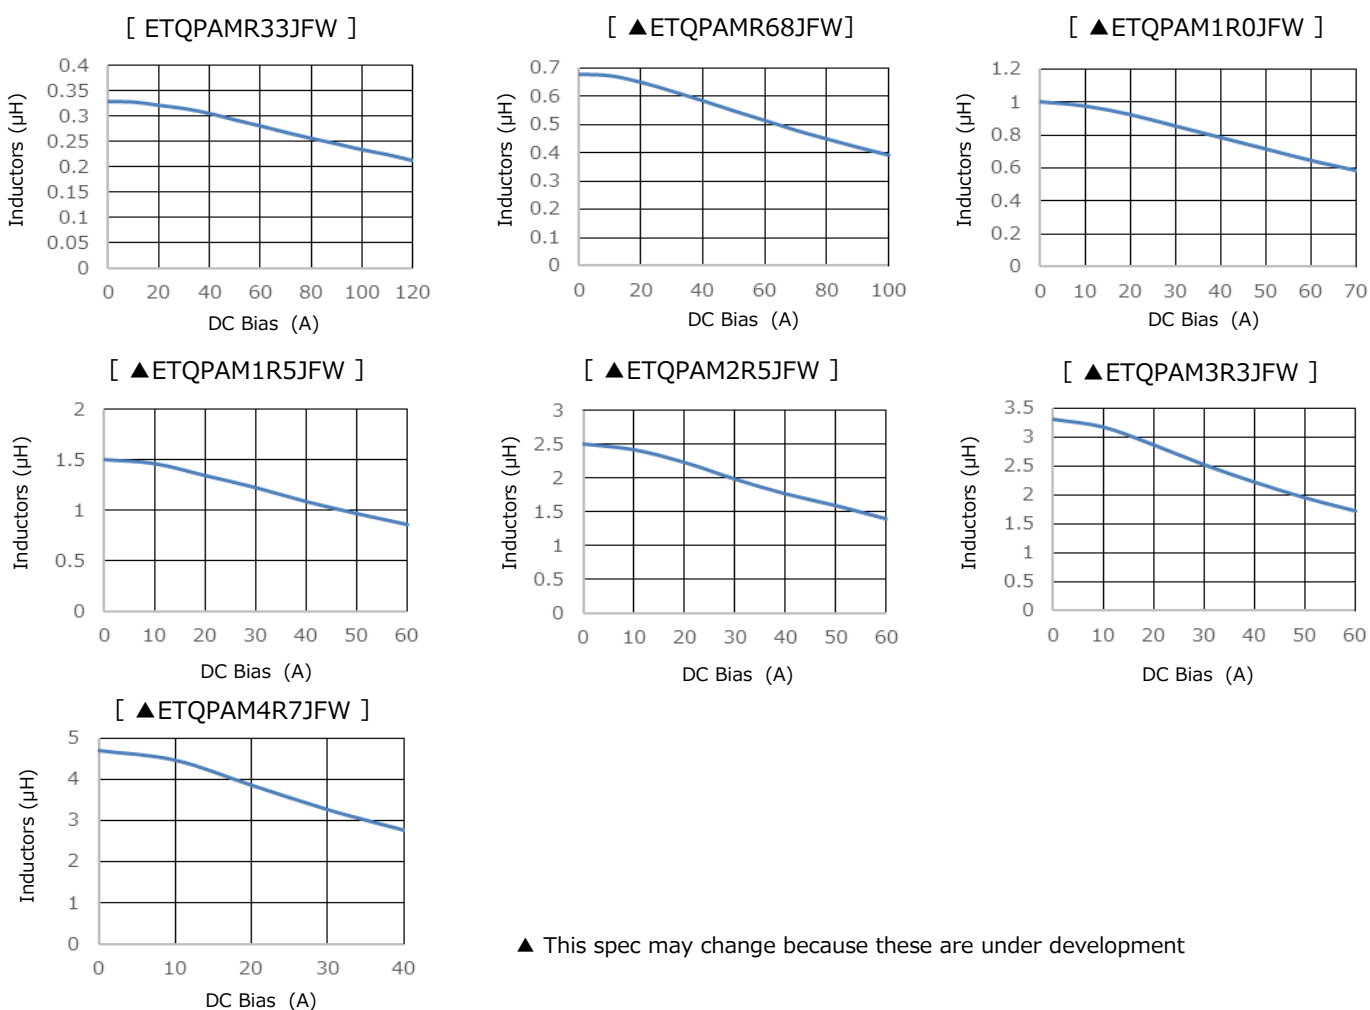 [ ETQPAMR33JFW ]
Inductors (μH)
0.4
0.35
0.3
0.25
0.2
0.15
0.1
0.05
0
0 20 40 60 80 100 120
DC Bias (A)
[ ▲ETQPAMR68JFW]
Inductors (μH)
0.7
0.6
0.5
0.4
0.3
0.2
0.1
0
0 20 40 60 80 100
DC Bias (A)
[ ▲ETQPAM1R0JFW ]
Inductors (μH)
1.2
1
0.8
0.6
0.4
0.2
0
0 10 20 30 40 50 60 70
DC Bias (A)
[ ▲ETQPAM1R5JFW ]
Inductors (μH)
2
1.5
1
0.5
0
0 10 20 30 40 50 60
DC Bias (A)
[ ▲ETQPAM2R5JFW ]
Inductors (μH)
3
2.5
2
1.5
1
0.5
0
0 10 20 30 40 50 60
DC Bias (A)
[ ▲ETQPAM3R3JFW ]
Inductors (μH)
3.5
3
2.5
2
1.5
1
0.5
0
0 10 20 30 40 50 60
DC Bias (A)
[ ▲ETQPAM4R7JFW ]
Inductors (μH)
5
4
3
2
1
0
0 10 20 30 40
DC Bias (A)
▲ This spec may change because these are under development